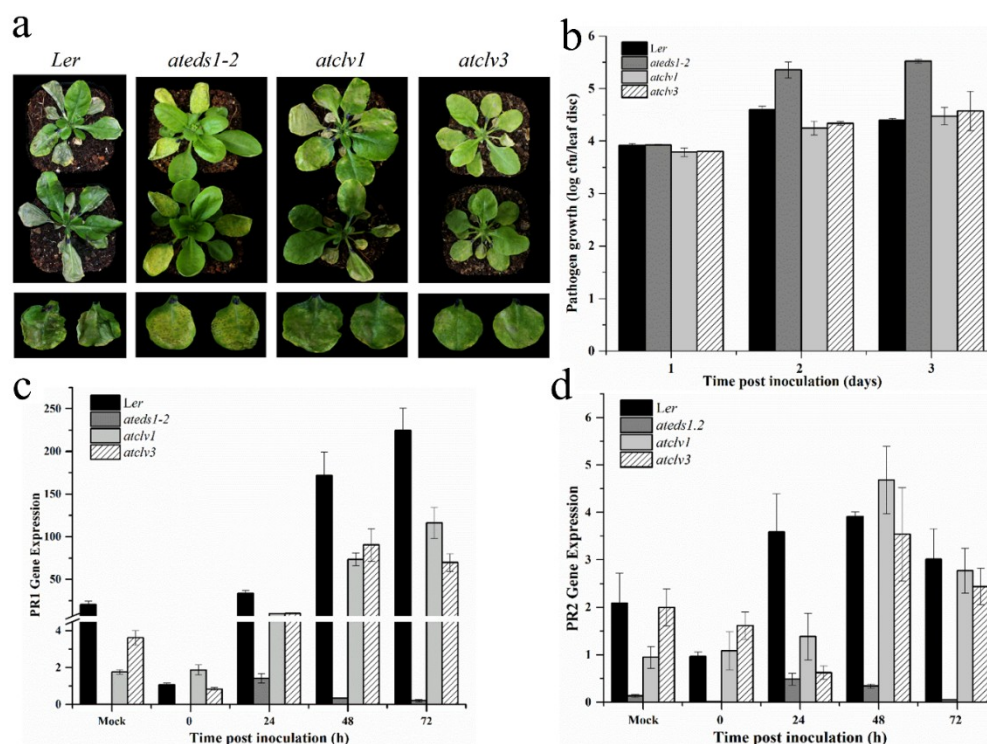 a
Ler ateds1-2 atclv1 atclv3
b
Ler
ateds1-2
atclv1
atclv3
Pathogen growth (log cfu/leaf disc)
6
5
4
3
2
1
0
1 2 3
Time post inoculation (days)
c
Ler
ateds1-2
atclv1
atclv3
PR1 Gene Expression
250
200
150
100
50
4
2
0
Mock 0 24 48 72
Time post inoculation (h)
d
Ler
ateds1.2
atclv1
atclv3
PR2 Gene Expression
6
5
4
3
2
1
0
Mock 0 24 48 72
Time post inoculation (h)